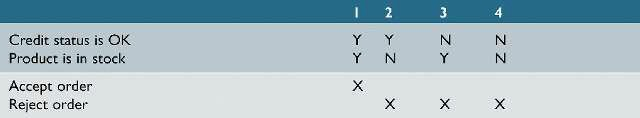 1 2 3 4
Credit status is OK Y Y N N
Product is in stock Y N Y N
Accept order X
Reject order X X X